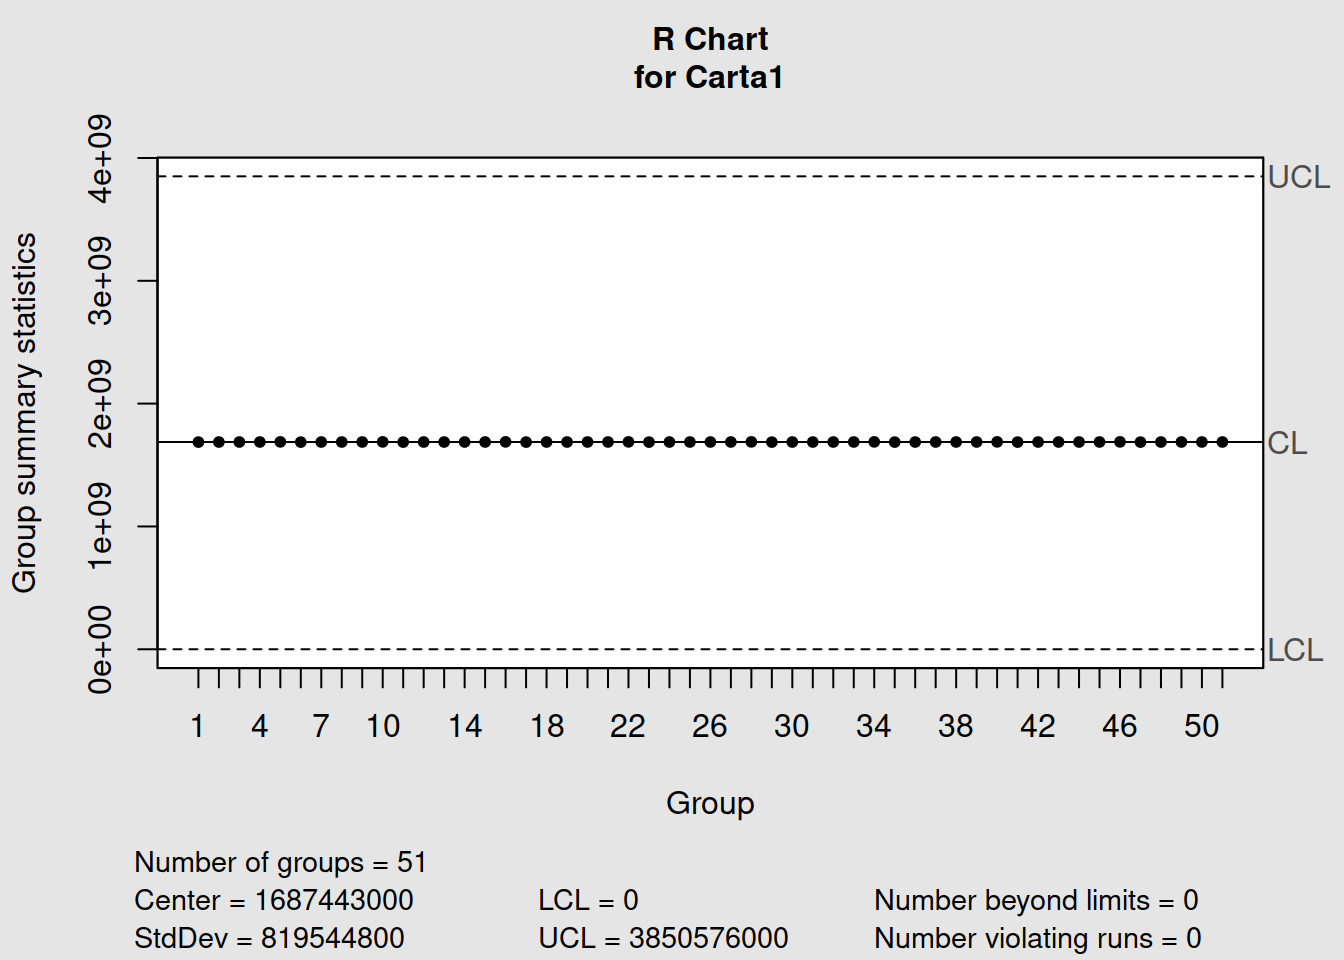 R Chart
for Carta1
4e+09
3e+09
2e+09
1e+09
0e+00
Group summary statistics
UCL
CL
LCL
1 4 7 10 14 18 22 26 30 34 38 42 46 50
Group
Number of groups = 51
Center = 1687443000 LCL = 0 Number beyond limits = 0
StdDev = 819544800 UCL = 3850576000 Number violating runs = 0